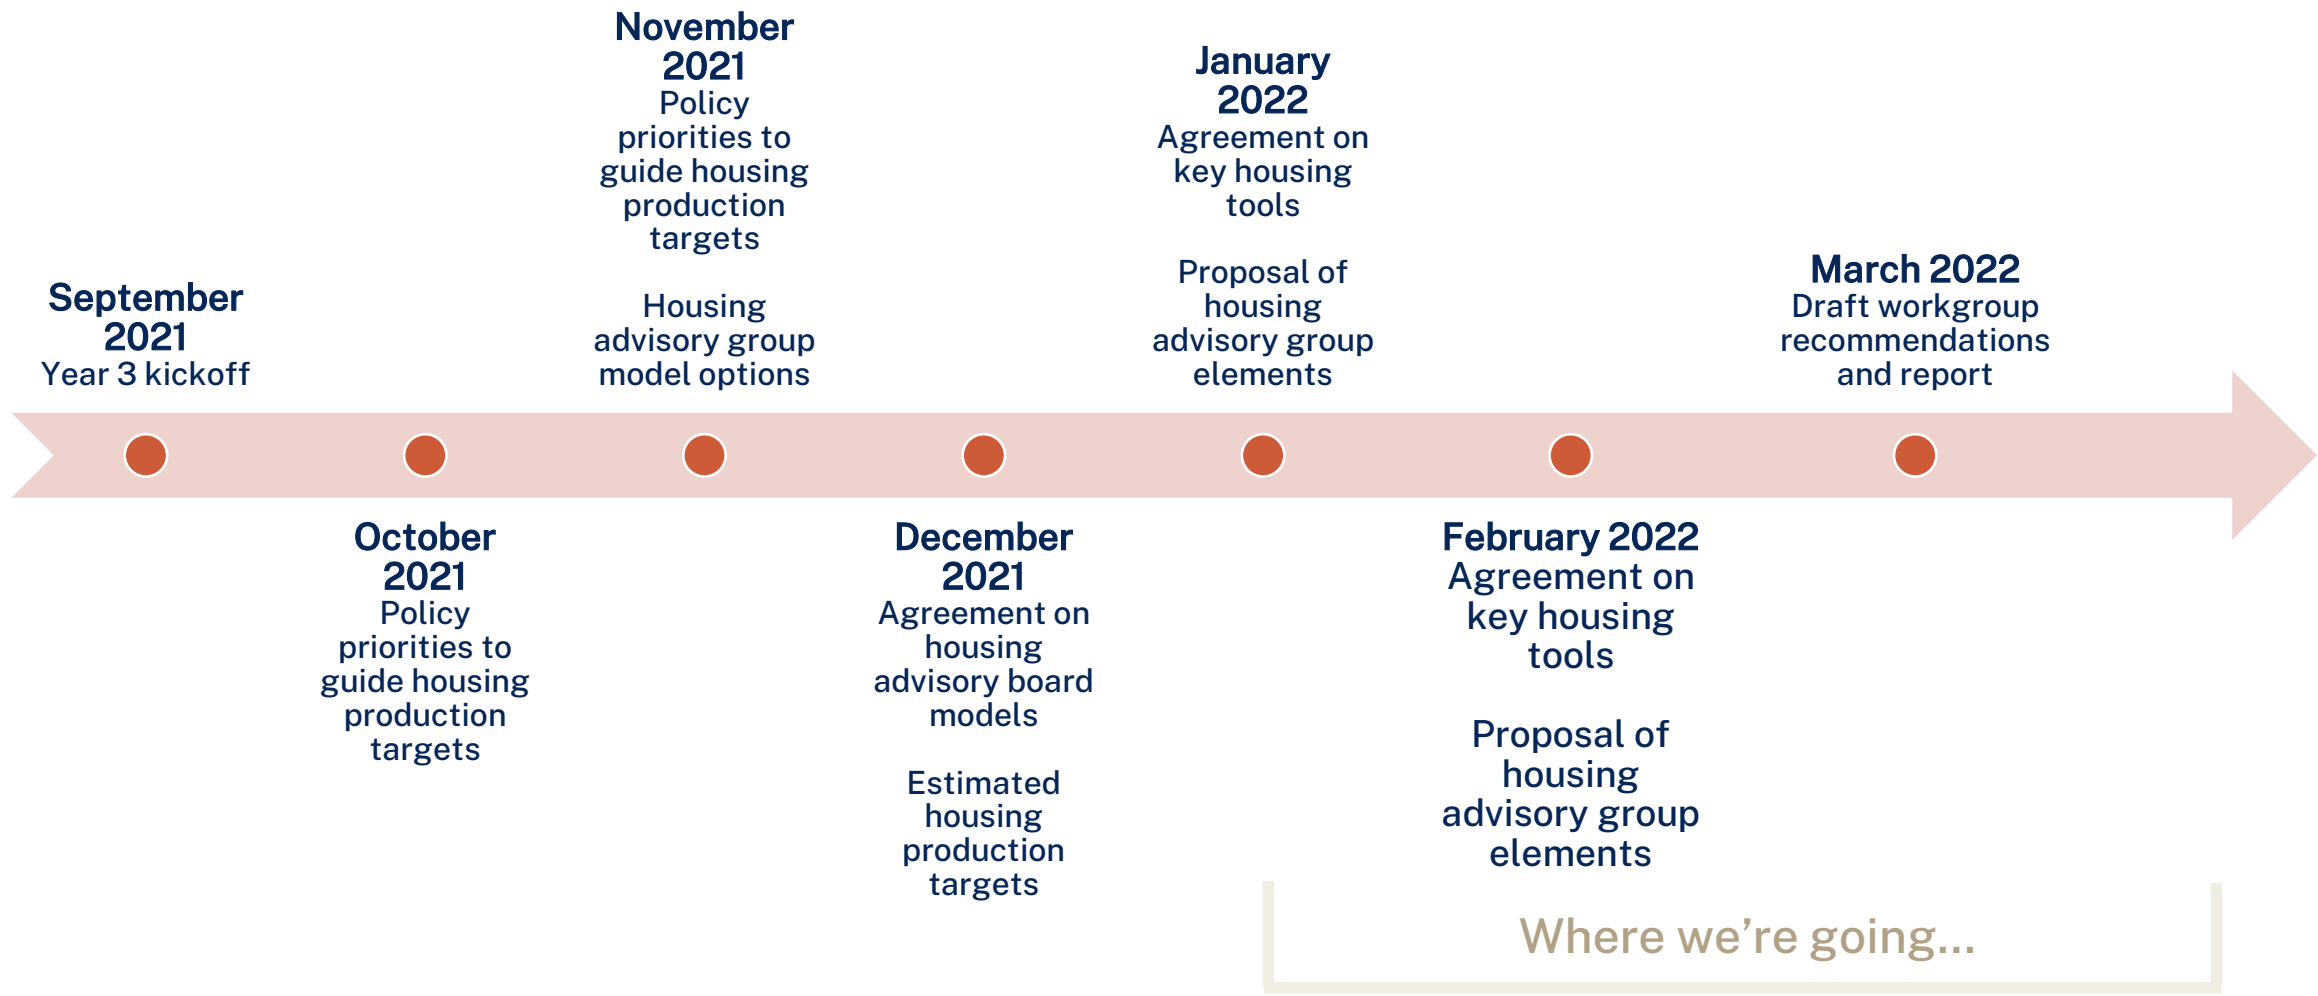 September
2021
Year 3 kickoff
October
2021
Policy
priorities to
guide housing
production
targets
November
2021
Policy
priorities to
guide housing
production
targets
Housing
advisory group
model options
December
2021
Agreement on
housing
advisory board
models
Estimated
housing
production
targets
January
2022
Agreement on
key housing
tools
Proposal of
housing
advisory group
elements
February 2022
Agreement on
key housing
tools
Proposal of
housing
advisory group
elements
March 2022
Draft workgroup
recommendations
and report
Where we’re going...